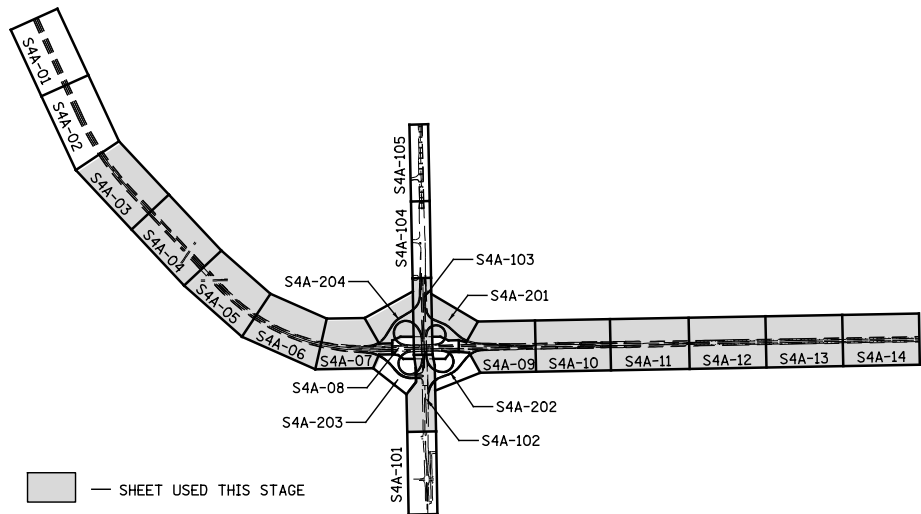 S4A-01
S4A-02
S4A-03
S4A-04
S4A-05
S4A-06
S4A-07
S4A-08
S4A-203
S4A-204
S4A-105
S4A-104
S4A-103
S4A-201
S4A-202
S4A-102
S4A-101
S4A-09
S4A-10
S4A-11
S4A-12
S4A-13
S4A-14
SHEET USED THIS STAGE